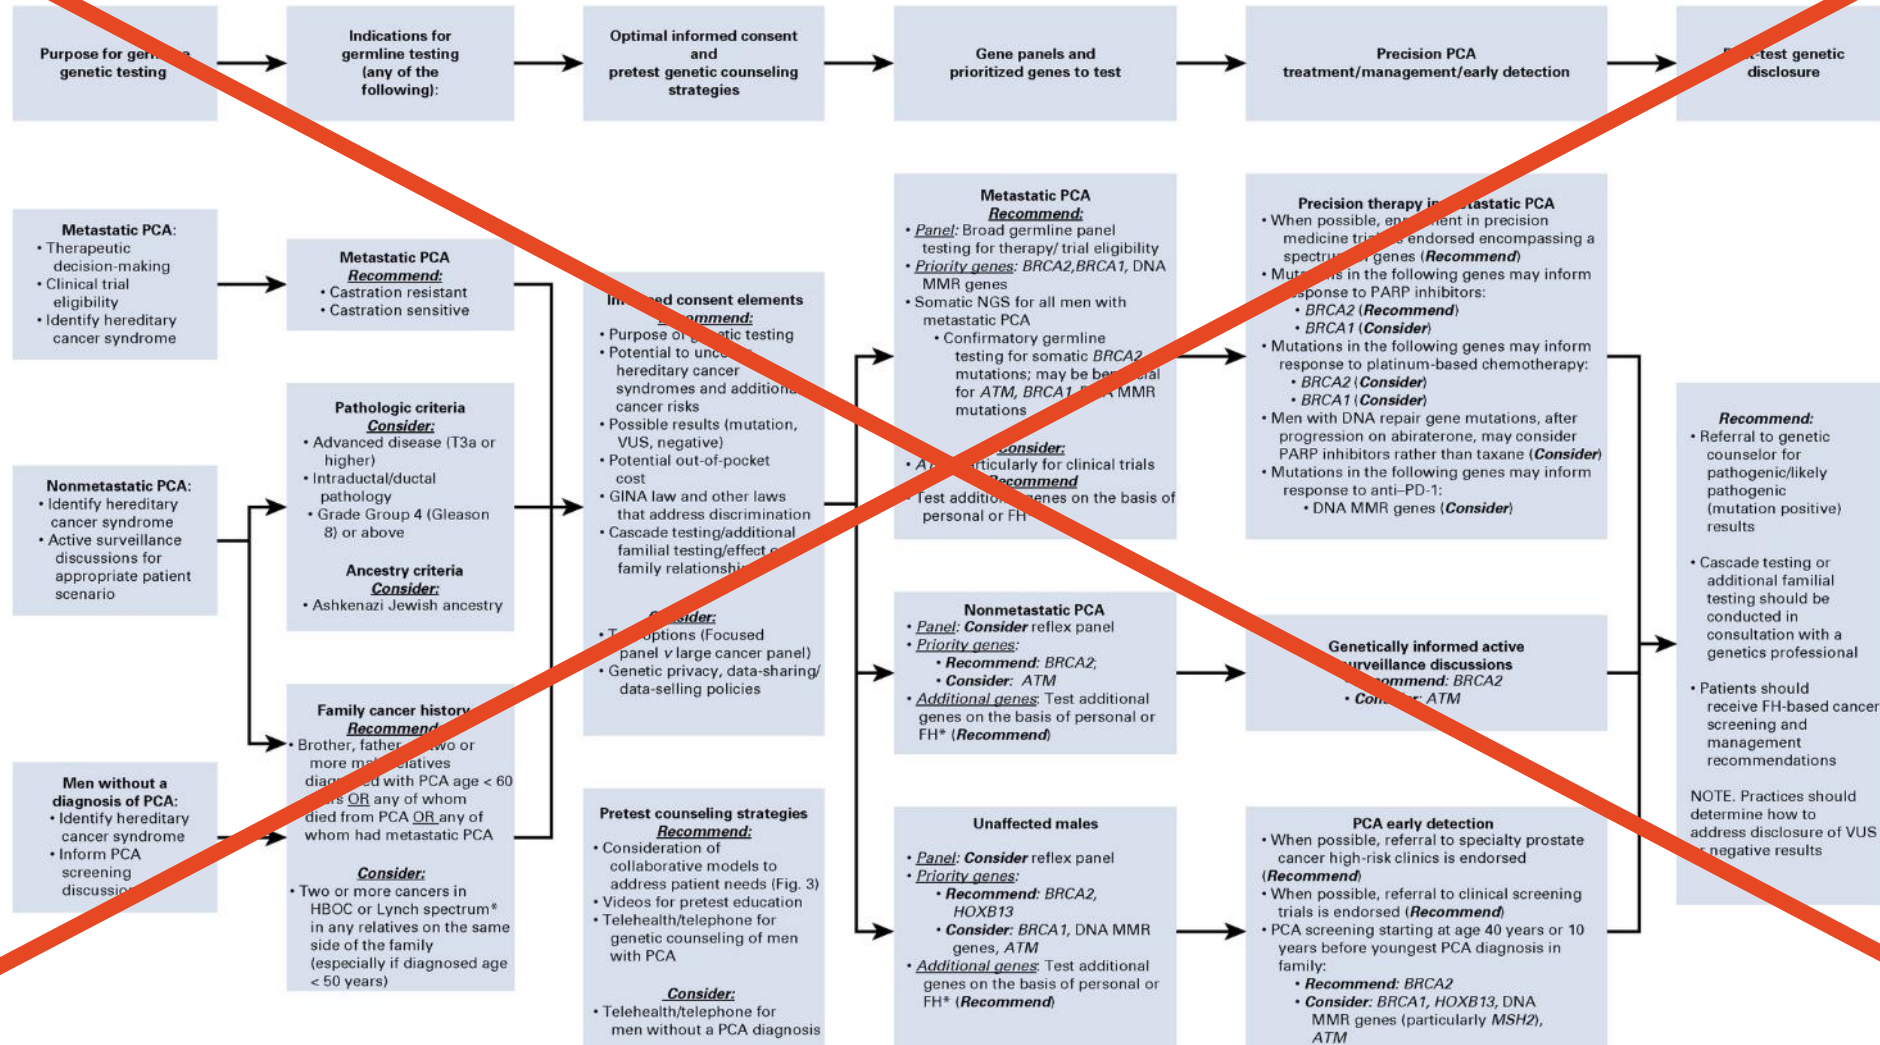 Purpose for
genetic testing
Indications for
germline testing
(any of the
following):
Optimal informed consent
and
pretest genetic counseling
strategies
Gene panels and
prioritized genes to test
Precision PCA
treatment/management/early detection
genetic
disclosure
Metastatic PCA:
• Therapeutic
decision-making
• Clinical trial
eligibility
• Identify hereditary
cancer syndrome
Nonmetastatic PCA:
• Identify hereditary
cancer syndrome
• Active surveillance
discussions for
appropriate patient
scenario
Men without a
diagnosis of PCA:
• Identify hereditary
cancer syndrome
• Inform PCA
screening
Metastatic PCA
Recommend:
• Castration resistant
• Castration sensitive
Pathologic criteria
Consider:
• Advanced disease (T3a or
higher)
• Intraductal/ductal
pathology
• Grade Group 4 (Gleason
8) or above
Ancestry criteria
Consider:
• Ashkenazi Jewish ancestry
Family cancer history
Recommend:
• Brother, father two or
more relatives
with PCA age < 60
OR any of whom
died from PCA OR any of
whom had metastatic PCA
Consider:
• Two or more cancers in
HBOC or Lynch spectrum*
in any relatives on the same
side of the family
(especially if diagnosed age
< 50 years)
consent elements
• Purpose of testing
• Potential to
hereditary cancer
syndromes and additional
cancer risks
• Possible results (mutation,
VUS, negative)
• Potential out-of-pocket
cost
• GINA law and other laws
that address discrimination
• Cascade testing/additional
familial testing/effect
family
• options (Focused
panel v large cancer panel)
• Genetic privacy, data-sharing/
data-selling policies
Pretest counseling strategies
Recommend:
• Consideration of
collaborative models to
address patient needs (Fig. 3)
• Videos for pretest education
• Telehealth/telephone for
genetic counseling of men
with PCA
Consider:
• Telehealth/telephone for
men without a PCA diagnosis
Metastatic PCA
Recommend:
• Panel: Broad germline panel
testing for therapy/ trial eligibility
• Priority genes: BRCA2,BRCA1, DNA
MMR genes
• Somatic NGS for all men with
metastatic PCA
• Confirmatory germline
testing for somatic BRCA2
mutations; may be
for ATM, BRCA1, MMR
mutations
Consider:
• particularly for clinical trials
Recommend
• Test genes on the basis of
personal or FH
Nonmetastatic PCA
• Panel: Consider reflex panel
• Priority genes:
• Recommend: BRCA2;
• Consider: ATM
• Additional genes: Test additional
genes on the basis of personal or
FH* (Recommend)
Unaffected males
• Panel: Consider reflex panel
• Priority genes:
• Recommend: BRCA2,
HOXB13
• Consider: BRCA1, DNA MMR
genes, ATM
• Additional genes: Test additional
genes on the basis of personal or
FH* (Recommend)
Precision therapy in metastatic PCA
• When possible, in precision
medicine endorsed encompassing a
genes (Recommend)
• in the following genes may inform
response to PARP inhibitors:
• BRCA2 (Recommend)
• BRCA1 (Consider)
• Mutations in the following genes may inform
response to platinum-based chemotherapy:
• BRCA2 (Consider)
• BRCA1 (Consider)
• Men with DNA repair gene mutations, after
progression on abiraterone, may consider
PARP inhibitors rather than taxane (Consider)
• Mutations in the following genes may inform
response to anti–PD-1:
• DNA MMR genes (Consider)
Genetically informed active
surveillance discussions
BRCA2
• ATM
PCA early detection
• When possible, referral to specialty prostate
cancer high-risk clinics is endorsed
(Recommend)
• When possible, referral to clinical screening
trials is endorsed (Recommend)
• PCA screening starting at age 40 years or 10
years before youngest PCA diagnosis in
family:
• Recommend: BRCA2
• Consider: BRCA1, HOXB13, DNA
MMR genes (particularly MSH2),
ATM
Recommend:
• Referral to genetic
counselor for
pathogenic/likely
pathogenic
(mutation positive)
results
• Cascade testing or
additional familial
testing should be
conducted in
consultation with a
genetics professional
• Patients should
receive FH-based cancer
screening and
management
recommendations
NOTE. Practices should
determine how to
address disclosure of VUS
negative results